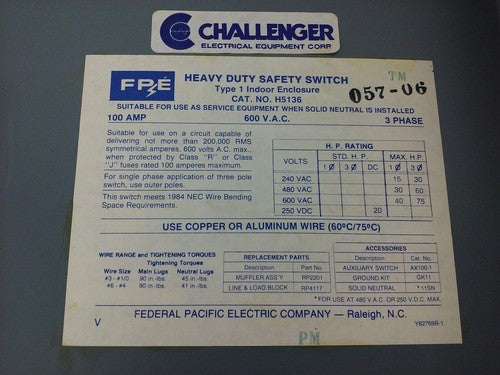 CHALLENGER
ELECTRICAL EQUIPMENT CORP.
FPE
HEAVY DUTY SAFETY SWITCH
Type 1 Indoor Enclosure
CAT. NO. H5136
TM
057-06
SUITABLE FOR USE AS SERVICE EQUIPMENT WHEN SOLID NEUTRAL IS INSTALLED
100 AMP 600 V.A.C. 3 PHASE
Suitable for use on a circuit capable of
delivering not more than 200,000 RMS
symmetrical amperes, 600 volts A.C. max.,
when protected by Class "R" or Class
"J" fuses rated 100 amperes maximum.
For single phase application of three pole
switch, use outer poles.
This switch meets 1984 NEC Wire Bending
Space Requirements.
H. P. RATING
VOLTS STD. H. P. MAX. H.P.
1 Ø 3 Ø DC 1 Ø 3 Ø
240 VAC 15 30
480 VAC 30 60
600 VAC 40 75
250 VDC 20
USE COPPER OR ALUMINUM WIRE (60°C/75°C)
WIRE RANGE and TIGHTENING TORQUES
Tightening Torques
Wire Size Main Lugs Neutral Lugs
#3 - #1/0 90 in.-lbs. 45 in.-lbs.
#6 - #4 90 in.-lbs. 41 in.-lbs.
REPLACEMENT PARTS
Description Part No.
MUFFLER ASS'Y RP2201
LINE & LOAD BLOCK RP4117
ACCESSORIES
Description Cat. No.
AUXILIARY SWITCH AX100-1
GROUND KIT GK11
SOLID NEUTRAL * 11SN
* FOR USE AT 480 V.A.C. OR 250 V.D.C. MAX.
V FEDERAL PACIFIC ELECTRIC COMPANY — Raleigh, N.C. Y82769B-1
PM